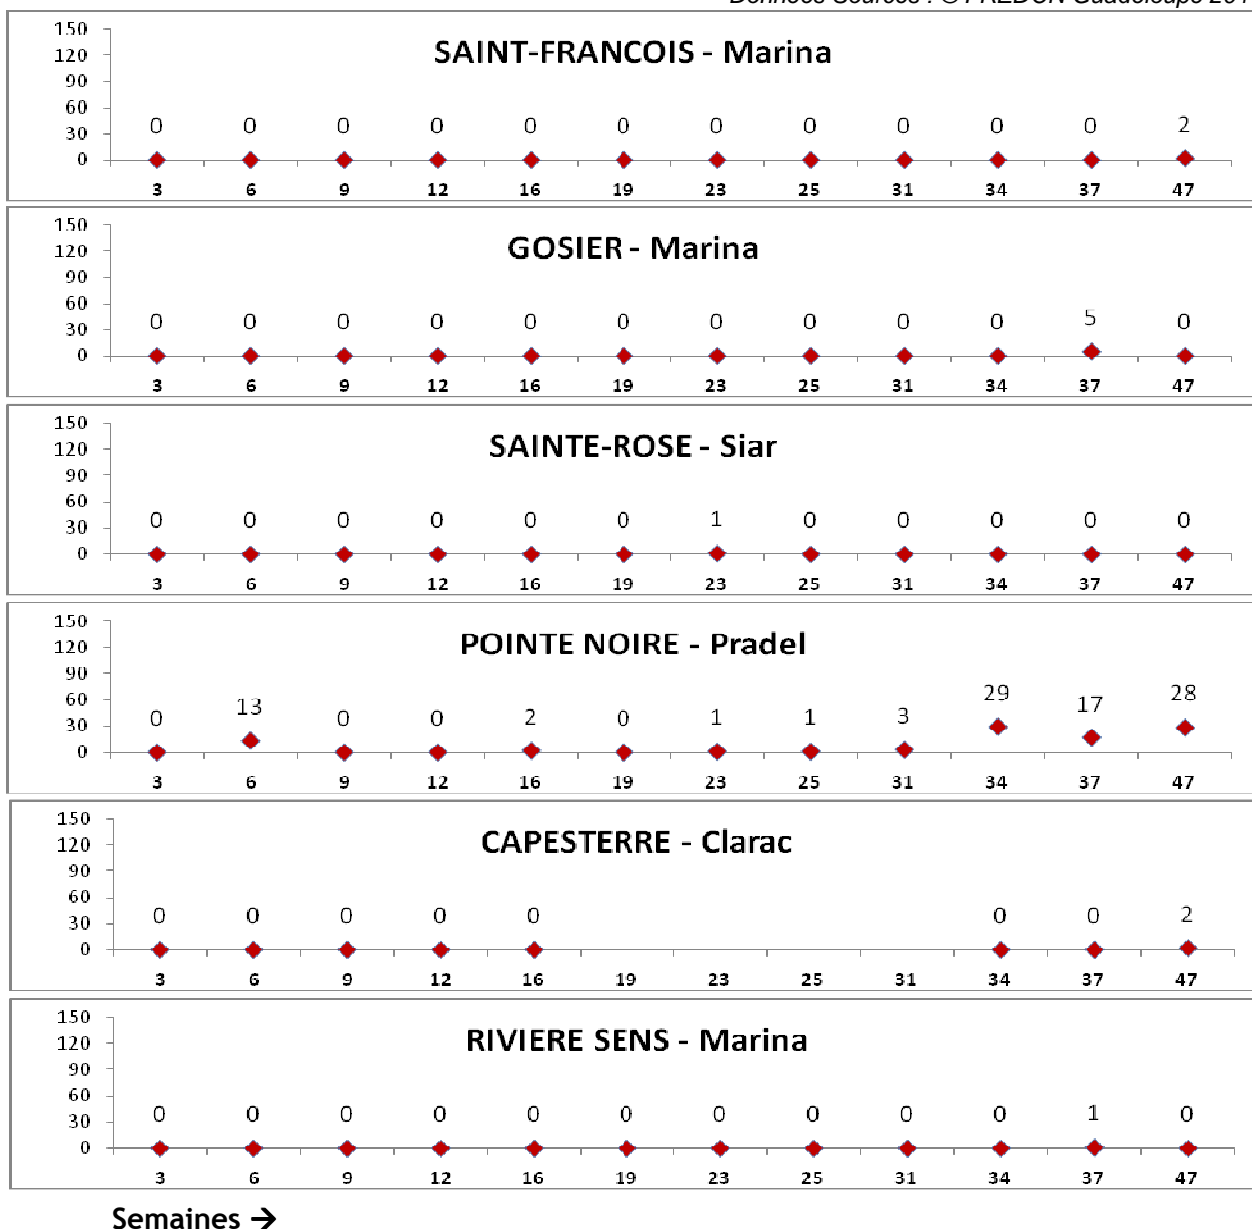 Données Sources : © FREDON Guadeloupe 201
SAINT-FRANCOIS - Marina
150
120
90
60
30
0
0 0 0 0 0 0 0 0 0 0 0 2
3 6 9 12 16 19 23 25 31 34 37 47
GOSIER - Marina
150
120
90
60
30
0
0 0 0 0 0 0 0 0 0 0 5 0
3 6 9 12 16 19 23 25 31 34 37 47
SAINTE-ROSE - Siar
150
120
90
60
30
0
0 0 0 0 0 0 1 0 0 0 0 0
3 6 9 12 16 19 23 25 31 34 37 47
POINTE NOIRE - Pradel
150
120
90
60
30
0
0 13 0 0 2 0 1 1 3 29 17 28
3 6 9 12 16 19 23 25 31 34 37 47
CAPESTERRE - Clarac
150
120
90
60
30
0
0 0 0 0 0 0 0 2
3 6 9 12 16 19 23 25 31 34 37 47
RIVIERE SENS - Marina
150
120
90
60
30
0
0 0 0 0 0 0 0 0 0 0 1 0
3 6 9 12 16 19 23 25 31 34 37 47
Semaines →